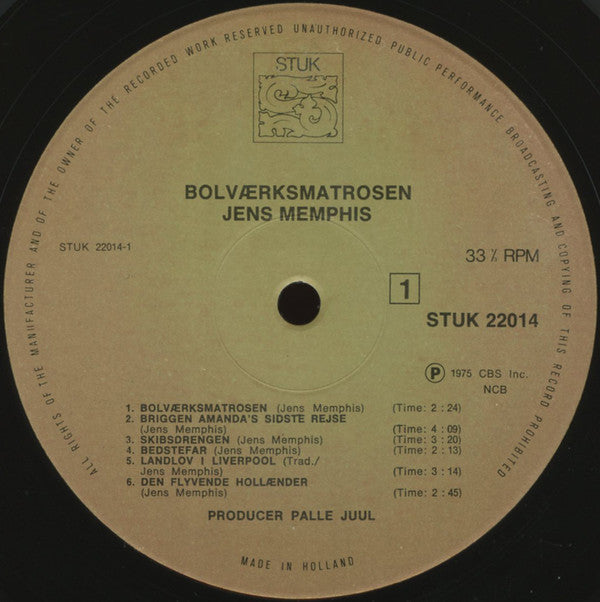 ALL RIGHTS OF THE MANUFACTURER AND OF THE OWNER OF THE RECORDED WORK RESERVED UNAUTHORIZED PUBLIC PERFORMANCE BROADCASTING AND COPYING OF THIS RECORD PROHIBITED
STUK
BOLVÆRKSMATROSEN
JENS MEMPHIS
STUK 22014-1
33 ⅓ RPM
1
STUK 22014
Ⓟ 1975 CBS Inc.
NCB
1. BOLVÆRKSMATROSEN (Jens Memphis) (Time: 2 : 24)
2. BRIGGEN AMANDA'S SIDSTE REJSE
(Jens Memphis) (Time: 4 : 09)
3. SKIBSDRENGEN (Jens Memphis) (Time: 3 : 20)
4. BEDSTEFAR (Jens Memphis) (Time: 2 : 13)
5. LANDLOV I LIVERPOOL (Trad./
Jens Memphis) (Time: 3 : 14)
6. DEN FLYVENDE HOLLÆNDER
(Jens Memphis) (Time: 2 : 45)
PRODUCER PALLE JUUL
MADE IN HOLLAND